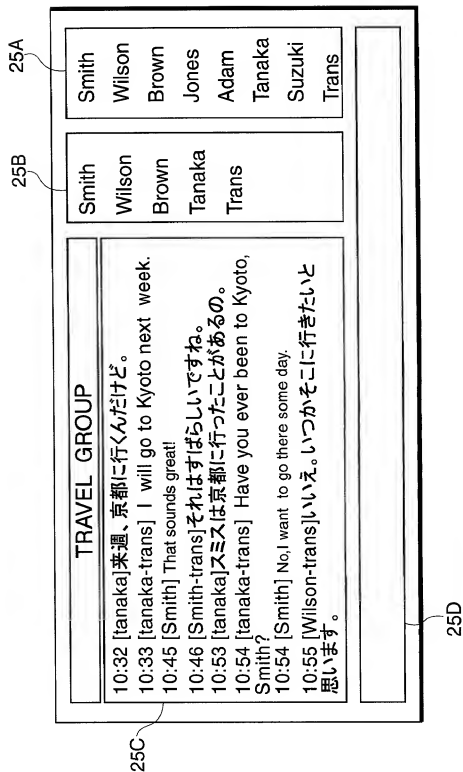 25A
Smith
Wilson
Brown
Jones
Adam
Tanaka
Suzuki
Trans
25B
Smith
Wilson
Brown
Tanaka
Trans
TRAVEL GROUP
10:32 [tanaka]来週、京都に行くんだけど。
10:33 [tanaka-trans] I will go to Kyoto next week.
10:45 [Smith] That sounds great!
10:46 [Smith-trans]それはすばらしいですね。
10:53 [tanaka]スミスは京都に行ったことがあるの。
10:54 [tanaka-trans] Have you ever been to Kyoto,
Smith?
10:54 [Smith] No,I want to go there some day.
10:55 [Wilson-trans]いいえ。いつかそこに行きたいと
思います。
25C
25D